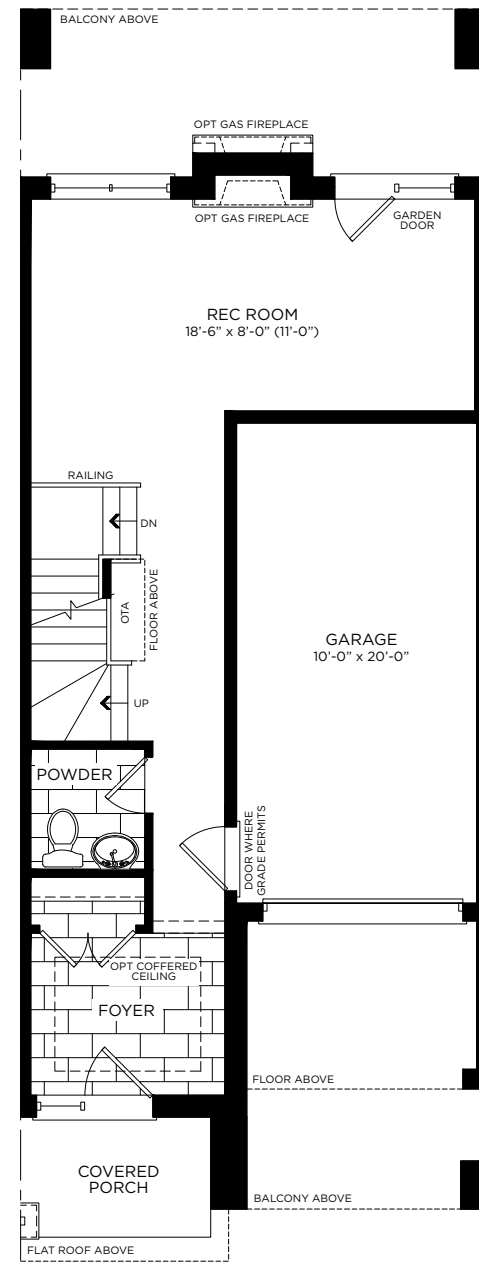 BALCONY ABOVE
OPT GAS FIREPLACE
OPT GAS FIREPLACE
GARDEN
DOOR
REC ROOM
18'-6" x 8'-0" (11'-0")
RAILING
DN
OTA
FLOOR ABOVE
GARAGE
10'-0" x 20'-0"
UP
POWDER
DOOR WHERE
GRADE PERMITS
OPT COFFERED
CEILING
FOYER
FLOOR ABOVE
COVERED
PORCH
BALCONY ABOVE
FLAT ROOF ABOVE